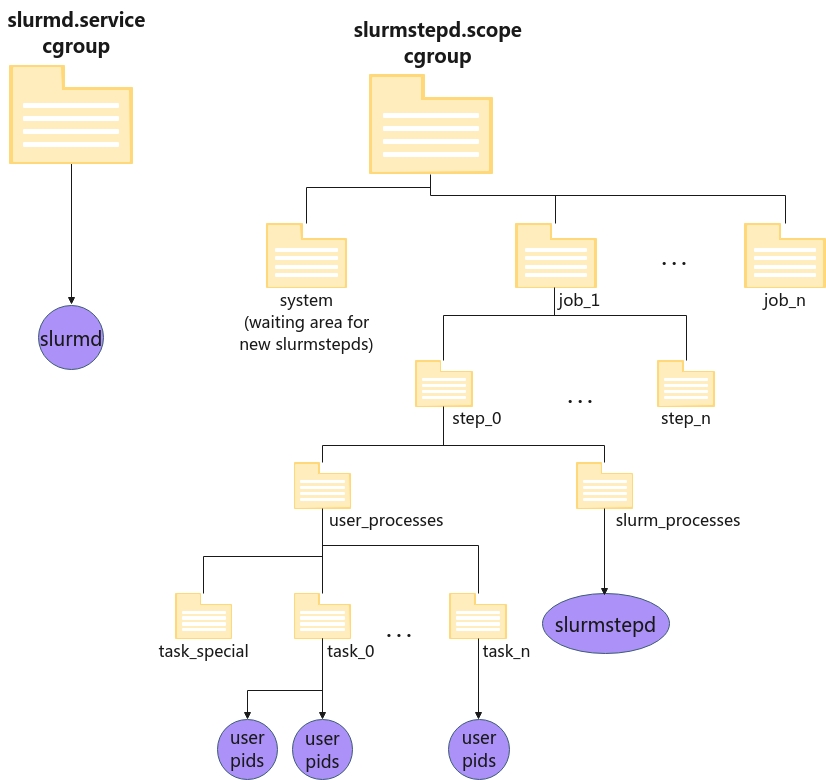 slurmd.service
cgroup
slurmstepd.scope
cgroup
system
(waiting area for
new slurmstepds)
job_1
...
job_n
slurmd
step_0
...
step_n
user_processes
slurm_processes
task_special
task_0
...
task_n
slurmstepd
user
pids
user
pids
user
pids